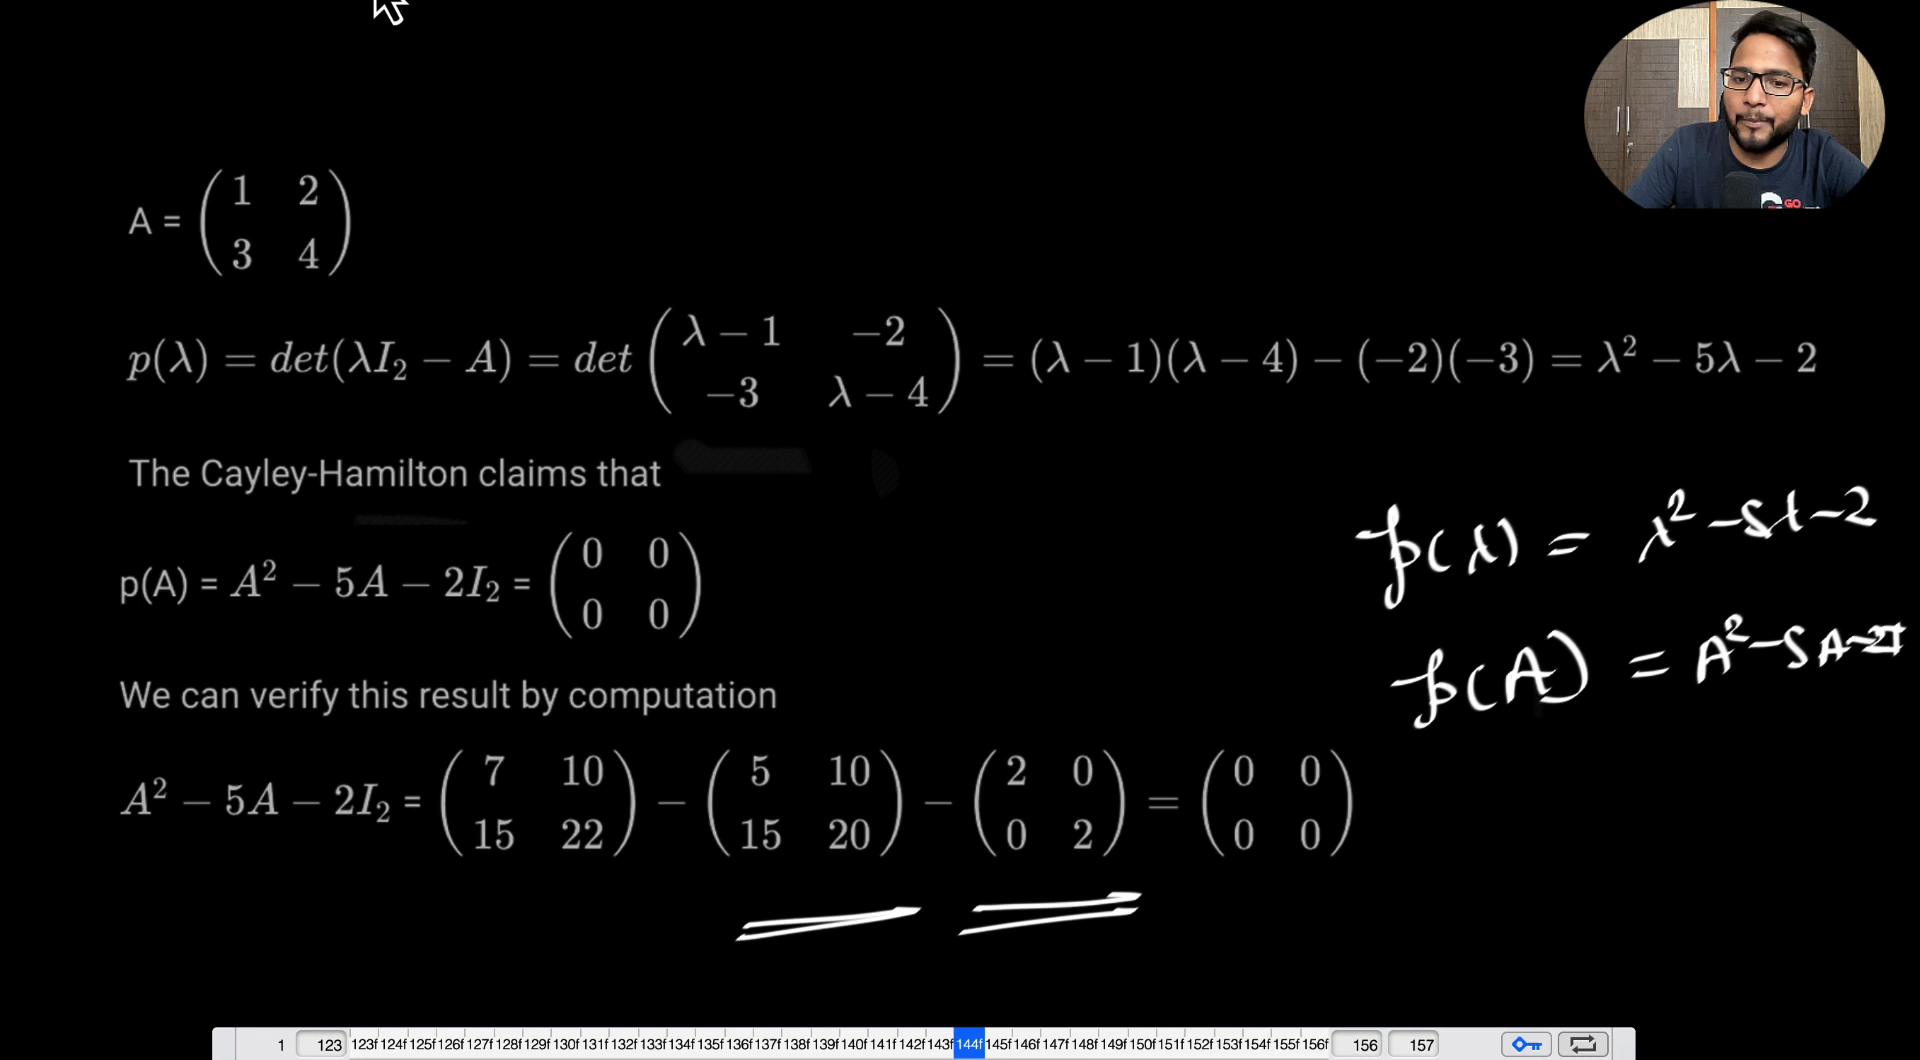 A = ( 1 2
3 4 )
p(λ) = det(λI₂ − A) = det ( λ − 1 −2
−3 λ − 4 ) = (λ − 1)(λ − 4) − (−2)(−3) = λ² − 5λ − 2
The Cayley-Hamilton claims that
p(λ) = λ² − 5λ − 2
p(A) = A² − 5A − 2I₂ = ( 0 0
0 0 )
p(A) = A² − 5A − 2I
We can verify this result by computation
A² − 5A − 2I₂ = ( 7 10
15 22 ) − ( 5 10
15 20 ) − ( 2 0
0 2 ) = ( 0 0
0 0 )
GO
1 123 123f 124f 125f 126f 127f 128f 129f 130f 131f 132f 133f 134f 135f 136f 137f 138f 139f 140f 141f 142f 143f 144f 145f 146f 147f 148f 149f 150f 151f 152f 153f 154f 155f 156f 156 157